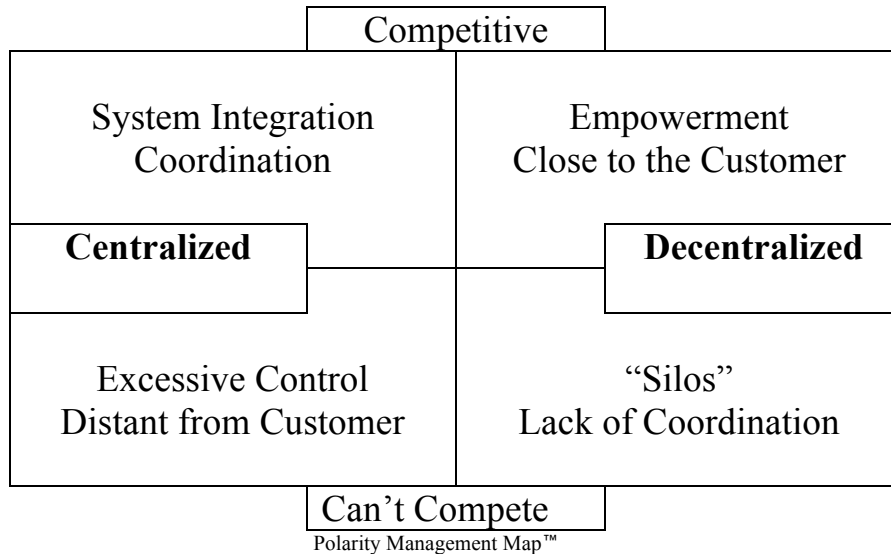 Competitive
System Integration
Coordination
Empowerment
Close to the Customer
Centralized
Decentralized
Excessive Control
Distant from Customer
“Silos”
Lack of Coordination
Can’t Compete
Polarity Management Map™